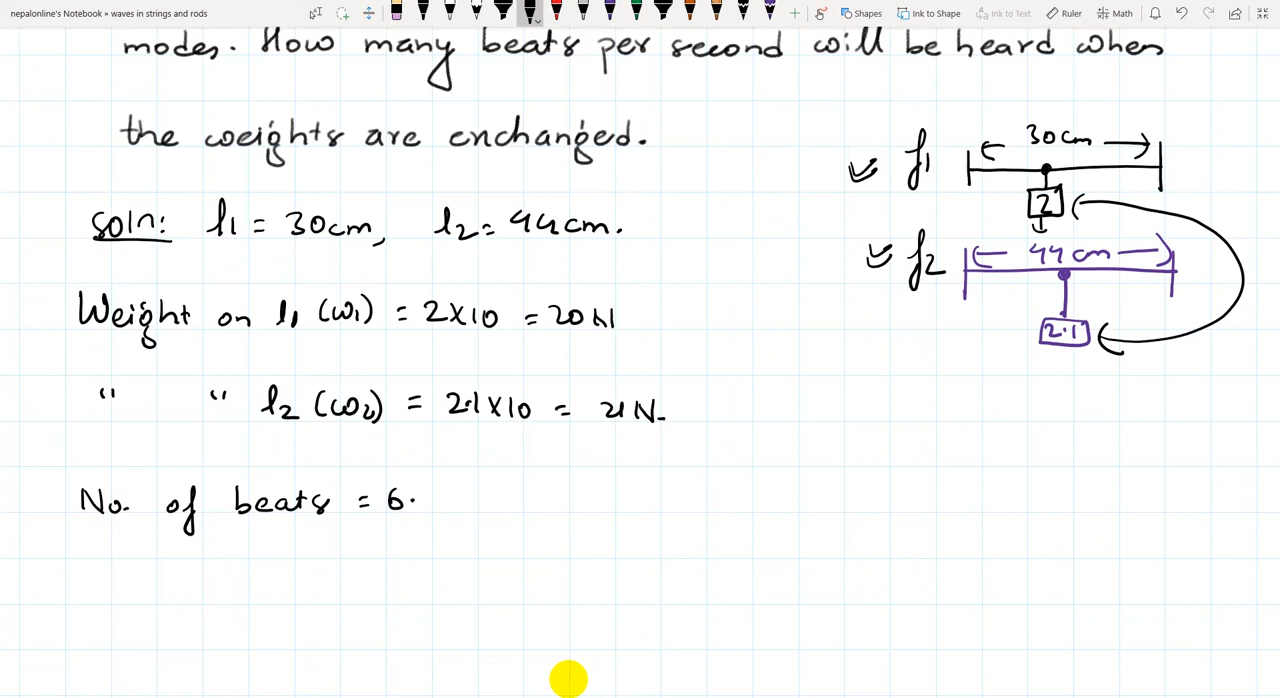 nepalonline's Notebook » waves in strings and rods
Shapes Ink to Shape Ink to Text Ruler Math
modes. How many beats per second will be heard when
the weights are enchanged.
f1 30cm
2
soln: l1 = 30cm, l2 = 44cm.
f2 44cm
2.1
Weight on l1 (w1) = 2×10 = 20N
" " l2 (w2) = 2.1×10 = 21N.
No. of beats = 6.